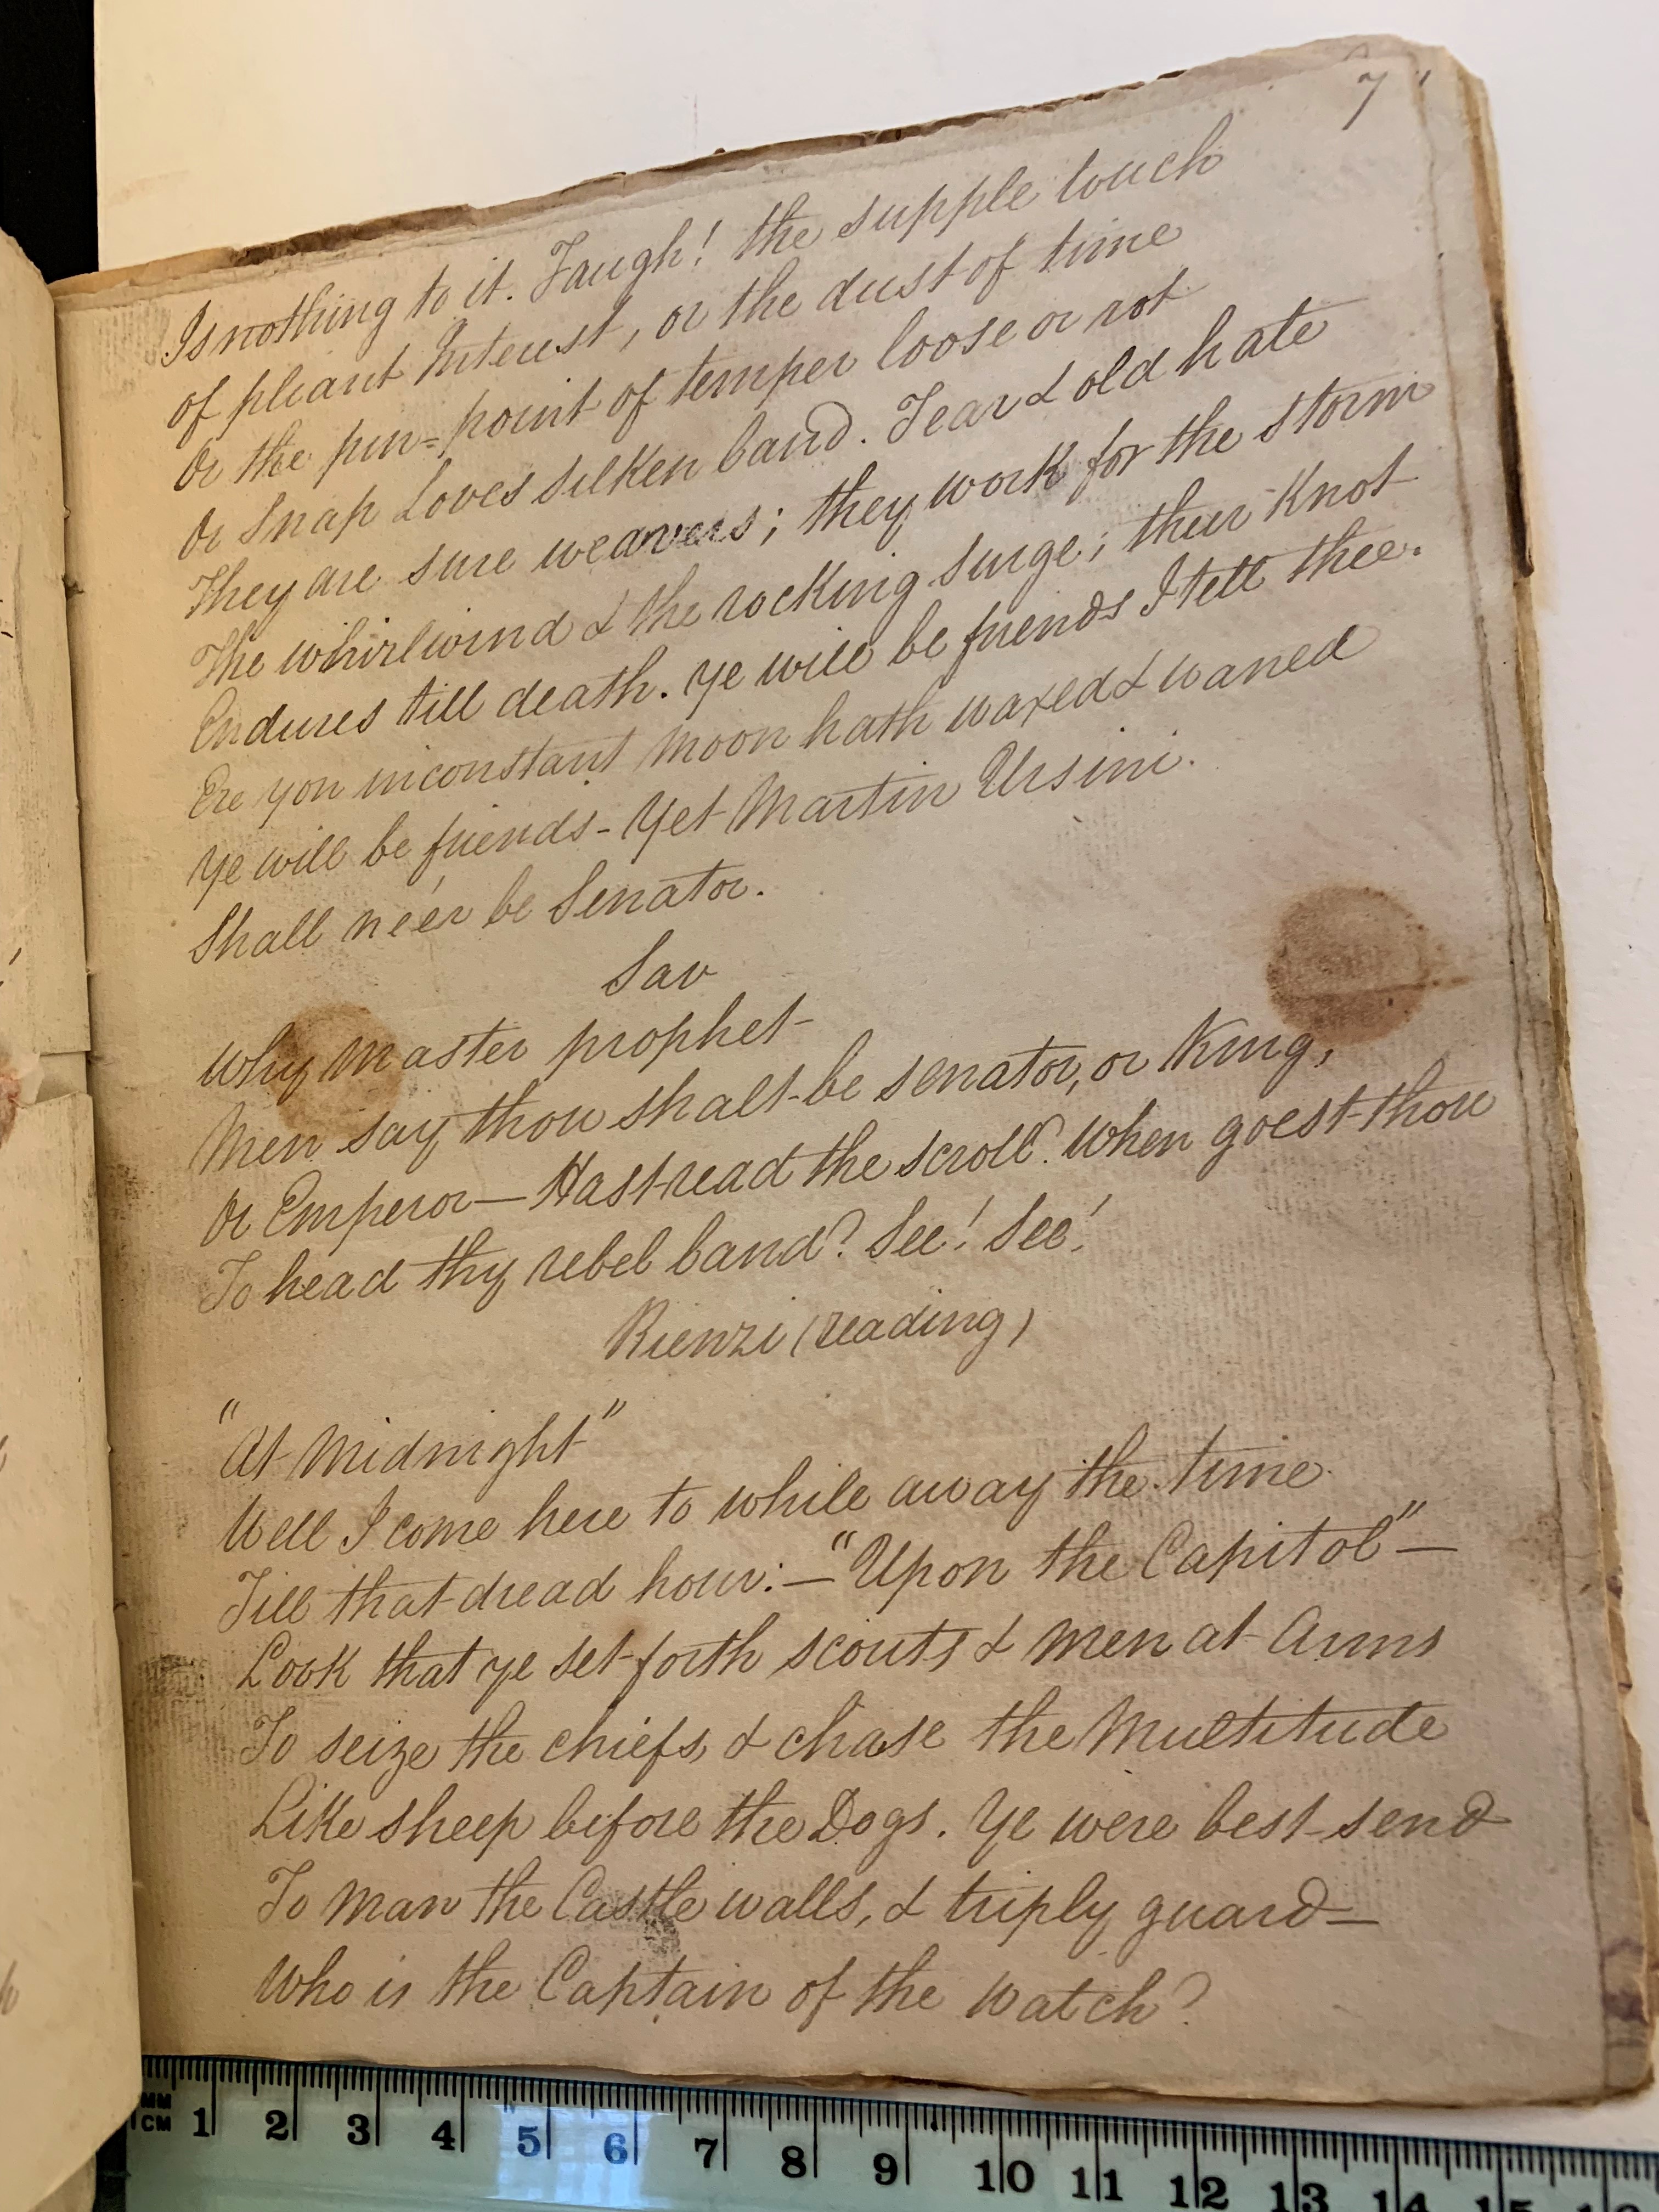 7
Is nothing to it. Faugh! the supple touch
of pliant Interest, or the dust of time
Or the pin=point of temper loose or rot
Or Snap Loves silken band. Fear & old hate
They are sure weavers; they work for the storm
The whirlwind & the rocking surge; their Knot
Endures till death. Ye will be friends I tell thee.
Ere yon inconstant moon hath waxed & waned
Ye will be friends - Yet Martin Ursini.
Shall né'er be Senator.
Sav
Why Master prophet
Men say thou shalt be senator, or King,
Or Emperor — Hast read the scroll? When goest thou
To head thy rebel band? See! See!
Rienzi (reading)
"At Midnight"
Well I come here to while away the time
Till that dread hour: — "Upon the Capitol" —
Look that ye set forth scouts & Men at Arms
To seize the chiefs, & chase the Multitude
Like sheep before the Dogs. Ye were best send
To Man the Castle walls, & triply guard —
Who is the Captain of the Watch?
MM
CM 1 2 3 4 5 6 7 8 9 10 11 12 13 14 15